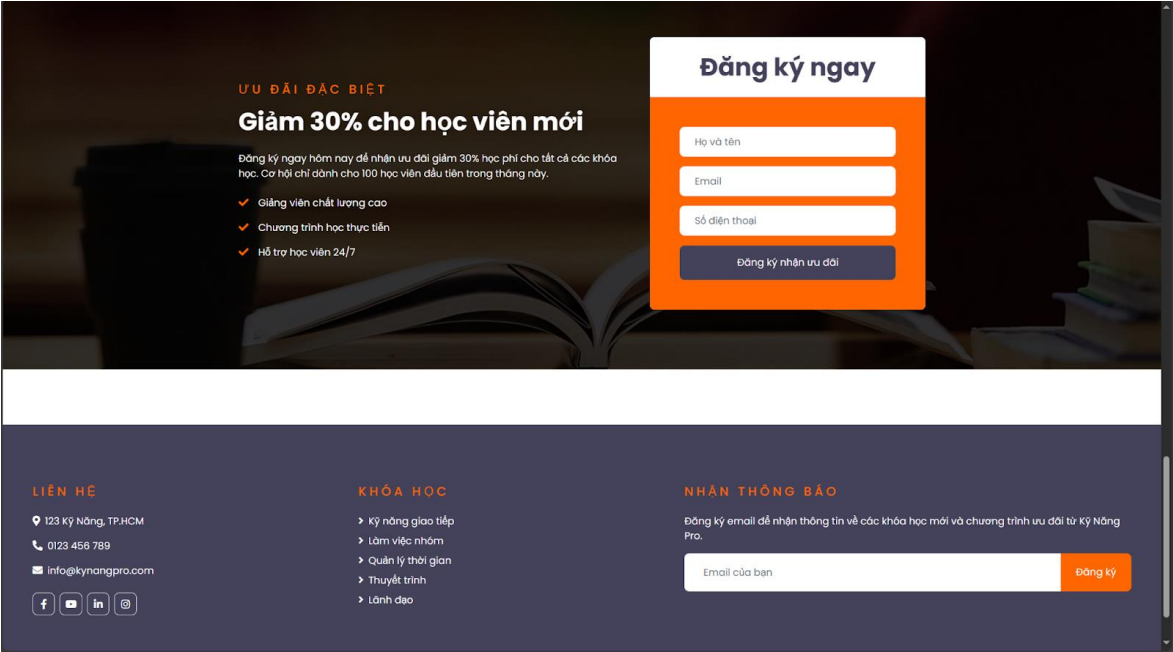 ƯU ĐÃI ĐẶC BIỆT
Giảm 30% cho học viên mới
Đăng ký ngay hôm nay để nhận ưu đãi giảm 30% học phí cho tất cả các khóa
học. Cơ hội chỉ dành cho 100 học viên đầu tiên trong tháng này.
Giảng viên chất lượng cao
Chương trình học thực tiễn
Hỗ trợ học viên 24/7
Đăng ký ngay
Họ và tên
Email
Số điện thoại
Đăng ký nhận ưu đãi
LIÊN HỆ
123 Kỹ Năng, TP.HCM
0123 456 789
info@kynangpro.com
KHÓA HỌC
Kỹ năng giao tiếp
Làm việc nhóm
Quản lý thời gian
Thuyết trình
Lãnh đạo
NHẬN THÔNG BÁO
Đăng ký email để nhận thông tin về các khóa học mới và chương trình ưu đãi từ Kỹ Năng
Pro.
Email của bạn
Đăng ký